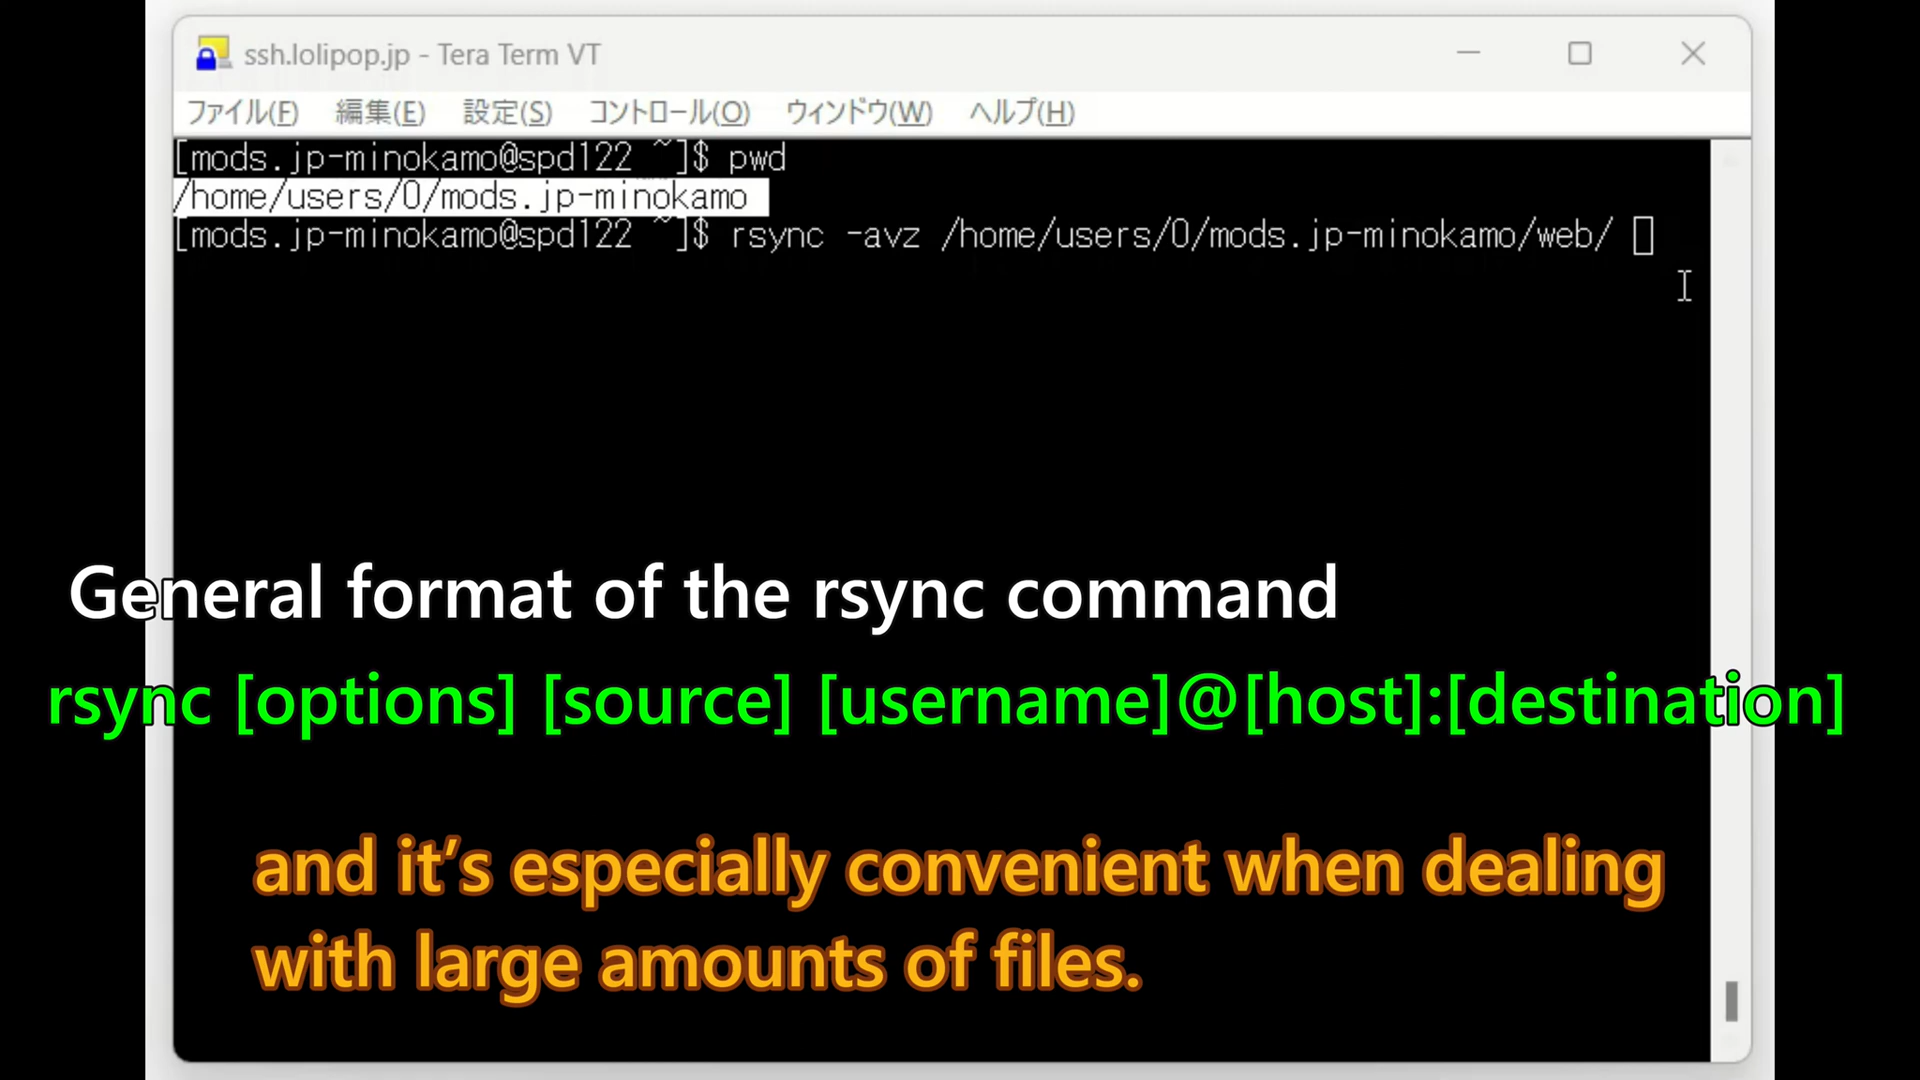 ssh.lolipop.jp - Tera Term VT
ファイル(F) 編集(E) 設定(S) コントロール(O) ウィンドウ(W) ヘルプ(H)
[mods.jp-minokamo@spd122 ~]$ pwd
/home/users/0/mods.jp-minokamo
[mods.jp-minokamo@spd122 ~]$ rsync -avz /home/users/0/mods.jp-minokamo/web/
General format of the rsync command
rsync [options] [source] [username]@[host]:[destination]
and it’s especially convenient when dealing
with large amounts of files.